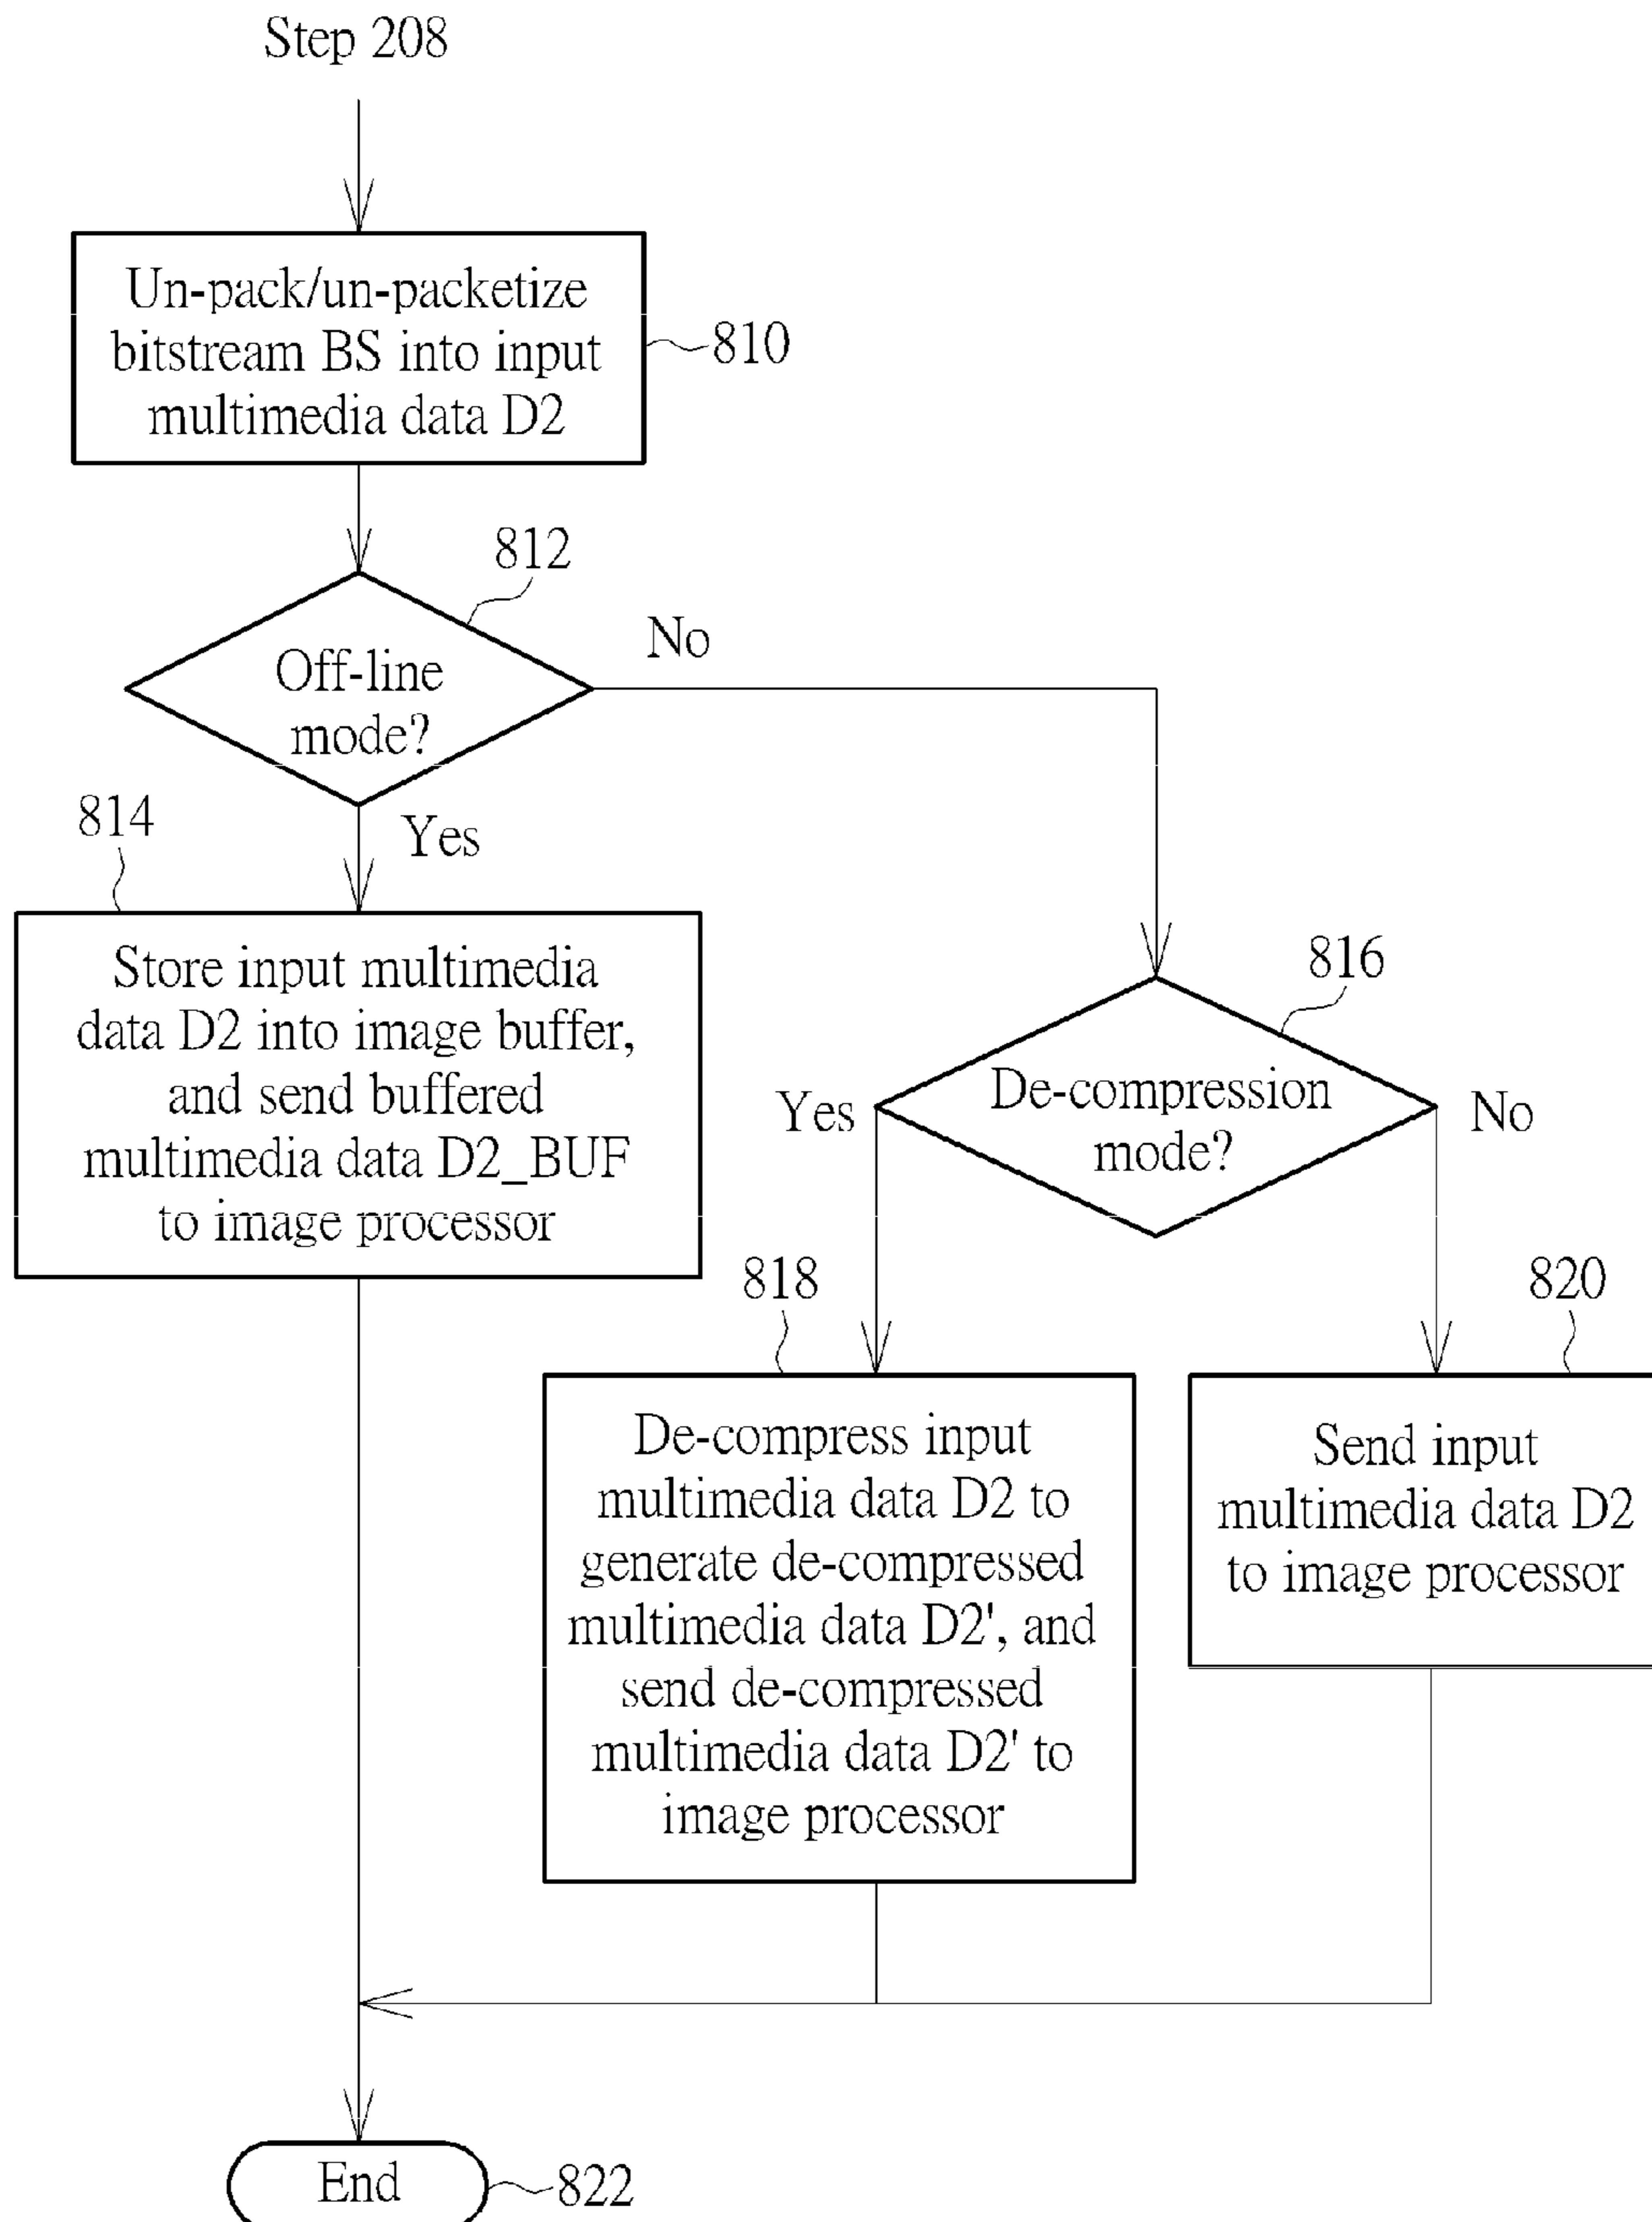 Step 208
Un-pack/un-packetize
bitstream BS into input
multimedia data D2
810
812
Off-line
mode?
No
Yes
814
Store input multimedia
data D2 into image buffer,
and send buffered
multimedia data D2_BUF
to image processor
816
De-compression
mode?
Yes
No
818
De-compress input
multimedia data D2 to
generate de-compressed
multimedia data D2', and
send de-compressed
multimedia data D2' to
image processor
820
Send input
multimedia data D2
to image processor
End
822